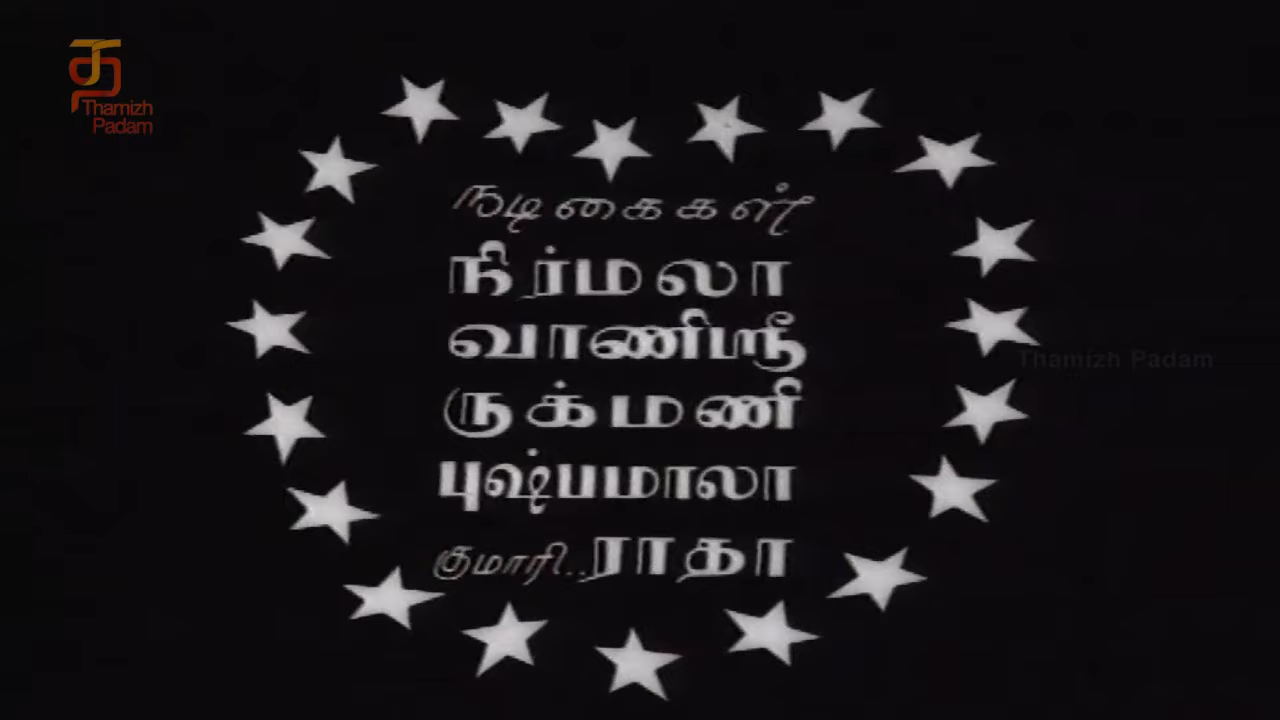 Thamizh
Padam
நடிகைகள்
நிர்மலா
வாணிஸ்ரீ
Thamizh Padam
ருக்மணி
புஷ்பமாலா
குமாரி..ராதா